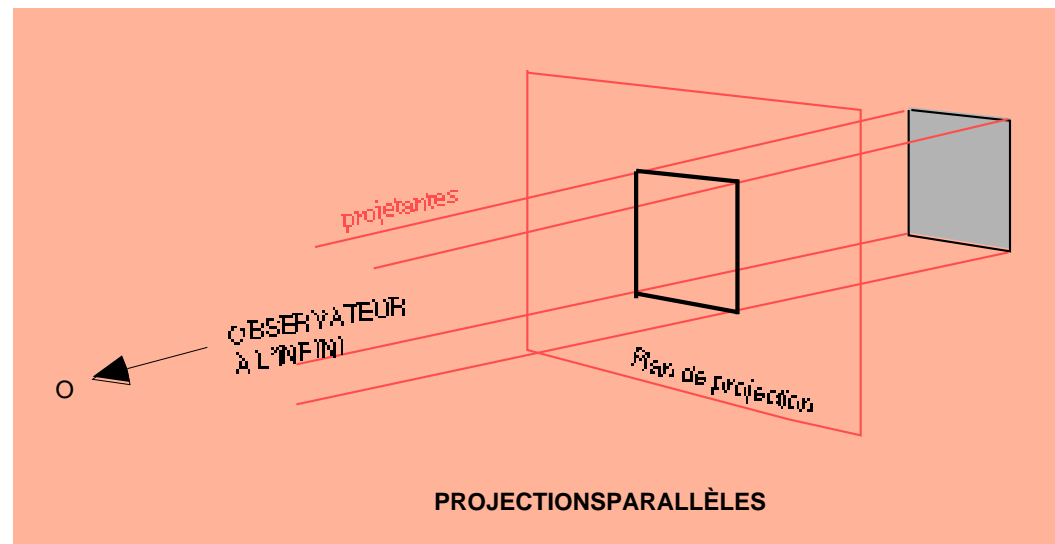 projetantes
OBSERVATEUR
À L'INFINI
O
Plan de projection
PROJECTIONSPARALLÈLES